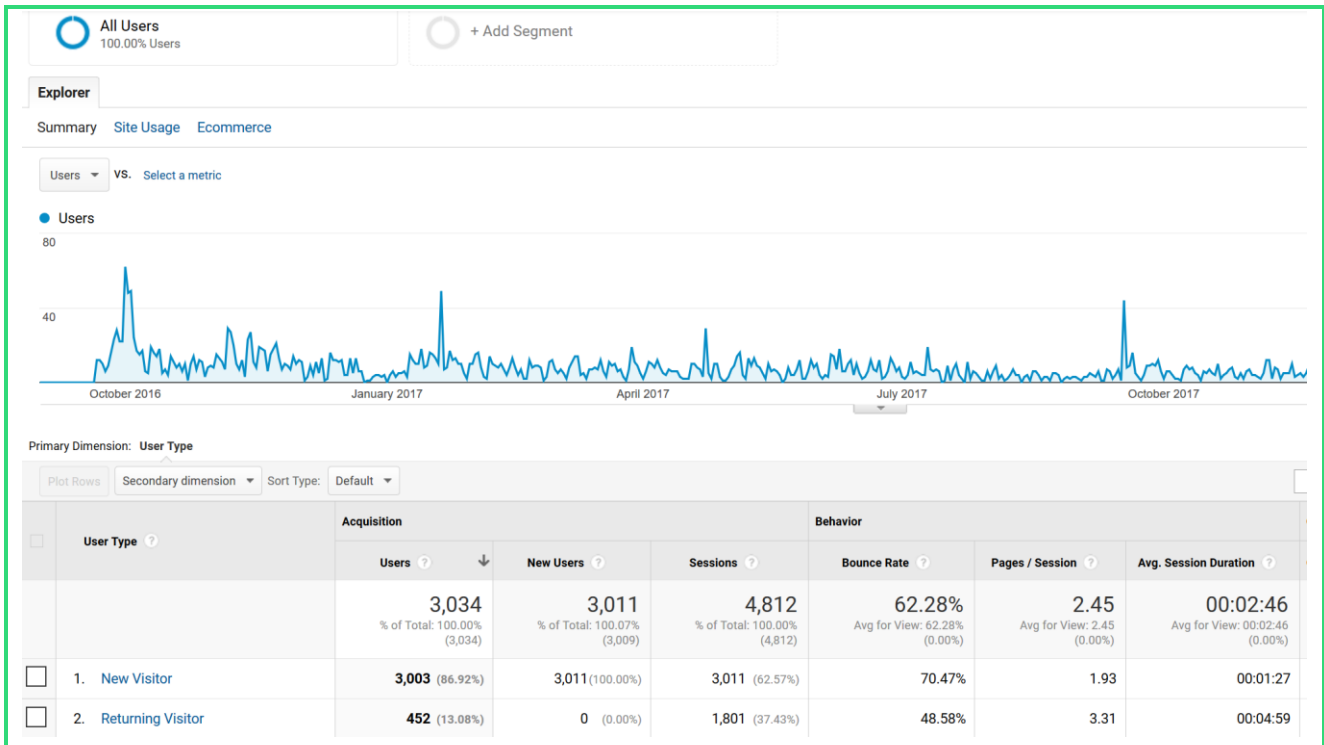 All Users
100.00% Users
+ Add Segment
Explorer
Summary Site Usage Ecommerce
Users VS. Select a metric
Users
80
40
October 2016 January 2017 April 2017 July 2017 October 2017
Primary Dimension: User Type
Plot Rows Secondary dimension Sort Type: Default
Acquisition Behavior
User Type ?
Users ? New Users ? Sessions ? Bounce Rate ? Pages / Session ? Avg. Session Duration ?
3,034 3,011 4,812 62.28% 2.45 00:02:46
% of Total: 100.00% % of Total: 100.07% % of Total: 100.00% Avg for View: 62.28% Avg for View: 2.45 Avg for View: 00:02:46
(3,034) (3,009) (4,812) (0.00%) (0.00%) (0.00%)
1. New Visitor 3,003 (86.92%) 3,011(100.00%) 3,011 (62.57%) 70.47% 1.93 00:01:27
2. Returning Visitor 452 (13.08%) 0 (0.00%) 1,801 (37.43%) 48.58% 3.31 00:04:59